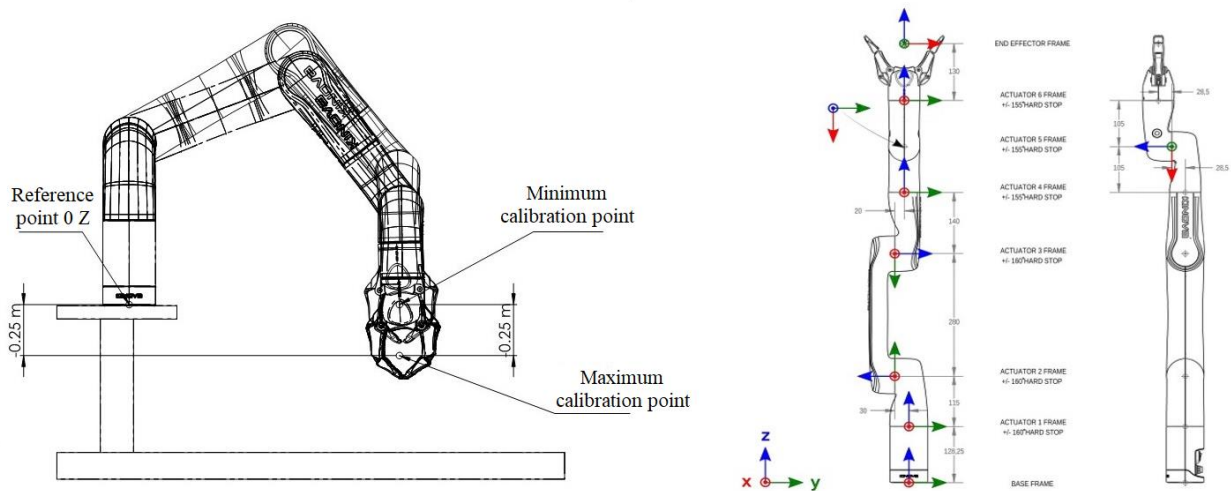 Reference
point 0 Z
Minimum
calibration point
-0.25 m
-0.25 m
Maximum
calibration point
KINOVA
END EFFECTOR FRAME
130
ACTUATOR 6 FRAME
+/- 155°HARD STOP
ACTUATOR 5 FRAME
+/- 155°HARD STOP
ACTUATOR 4 FRAME
+/- 155°HARD STOP
20
140
ACTUATOR 3 FRAME
+/- 160°HARD STOP
280
ACTUATOR 2 FRAME
+/- 160°HARD STOP
30
115
ACTUATOR 1 FRAME
+/- 160°HARD STOP
128,25
BASE FRAME
z
x
y
28,5
105
105
28,5
KINOVA